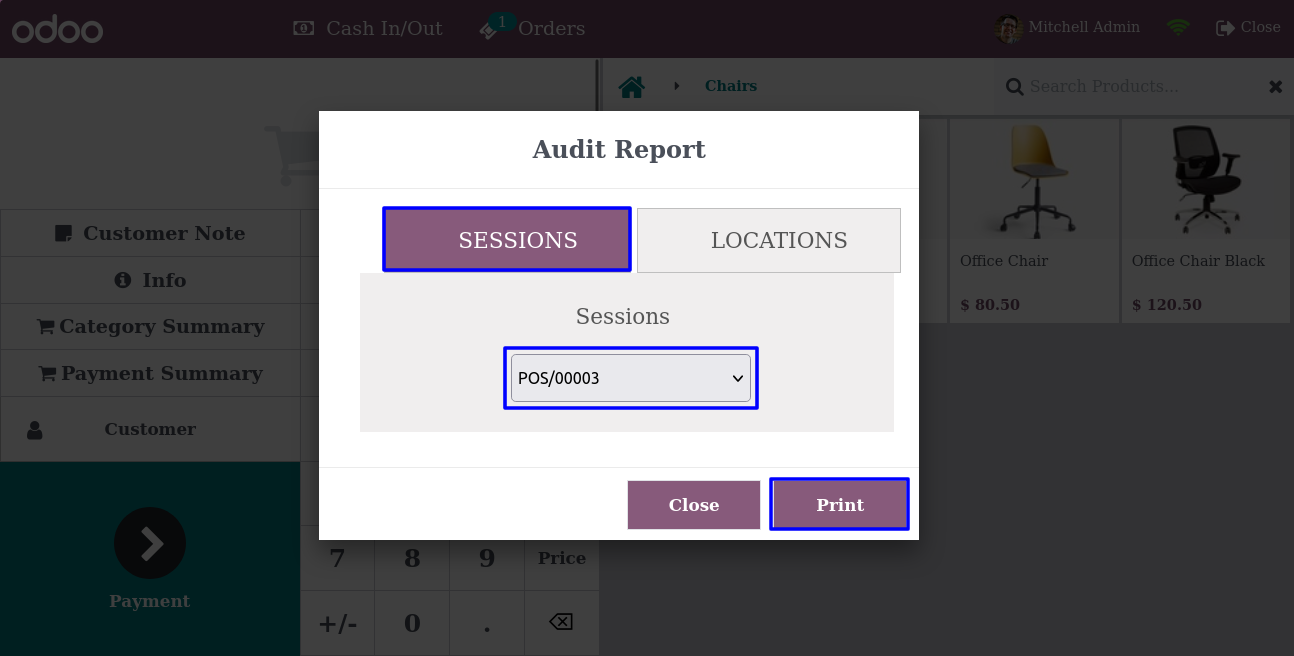 odoo
Cash In/Out
1
Orders
Mitchell Admin
Close
Chairs
Search Products...
Audit Report
SESSIONS
LOCATIONS
Sessions
POS/00003
Close
Print
Customer Note
Info
Category Summary
Payment Summary
Customer
Payment
7 8 9 Price
+/- 0 .
Office Chair
$ 80.50
Office Chair Black
$ 120.50